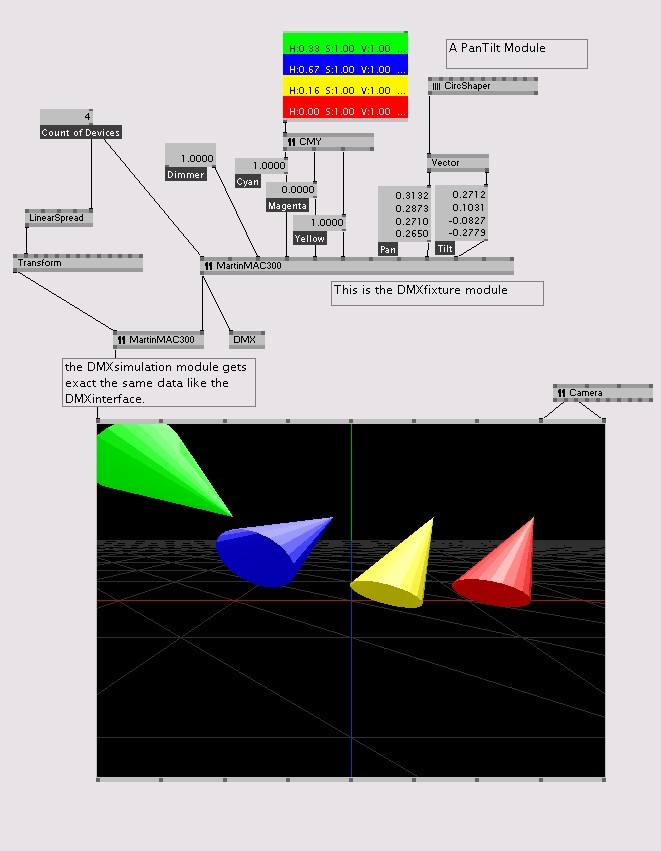 A PanTilt Module
H:0.33 S:1.00 V:1.00 ...
H:0.67 S:1.00 V:1.00 ...
H:0.16 S:1.00 V:1.00 ...
H:0.00 S:1.00 V:1.00 ...
CircShaper
4
Count of Devices
CMY
1.0000
Dimmer
1.0000
Cyan
0.0000
Magenta
1.0000
Yellow
Vector
0.3132
0.2873
0.2710
0.2650
Pan
0.2712
0.1031
-0.0827
-0.2779
Tilt
LinearSpread
Transform
MartinMAC300
This is the DMXfixture module
MartinMAC300
DMX
the DMXsimulation module gets
exact the same data like the
DMXinterface.
Camera